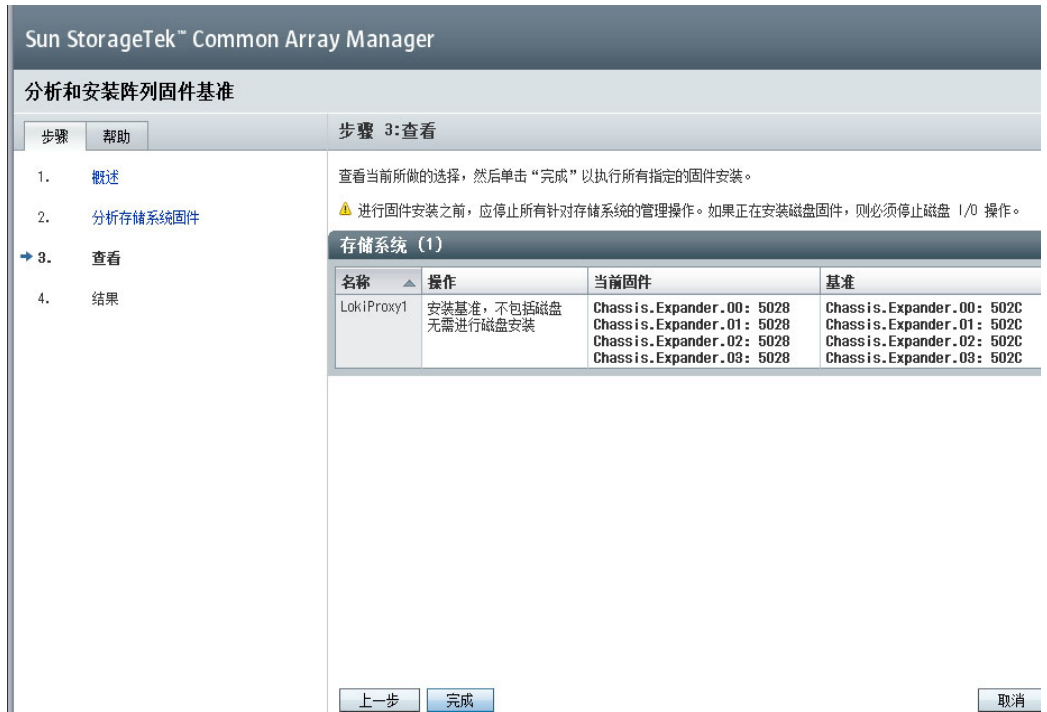 Sun StorageTek™ Common Array Manager
分析和安装阵列固件基准
步骤 帮助
步骤 3:查看
1. 概述
2. 分析存储系统固件
3. 查看
4. 结果
查看当前所做的选择，然后单击“完成”以执行所有指定的固件安装。
进行固件安装之前，应停止所有针对存储系统的管理操作。如果正在安装磁盘固件，则必须停止磁盘 I/O 操作。
存储系统 (1)
名称 操作 当前固件 基准
LokiProxy1 安装基准，不包括磁盘 Chassis.Expander.00: 5028 Chassis.Expander.00: 502C
无需进行磁盘安装 Chassis.Expander.01: 5028 Chassis.Expander.01: 502C
Chassis.Expander.02: 5028 Chassis.Expander.02: 502C
Chassis.Expander.03: 5028 Chassis.Expander.03: 502C
上一步 完成 取消